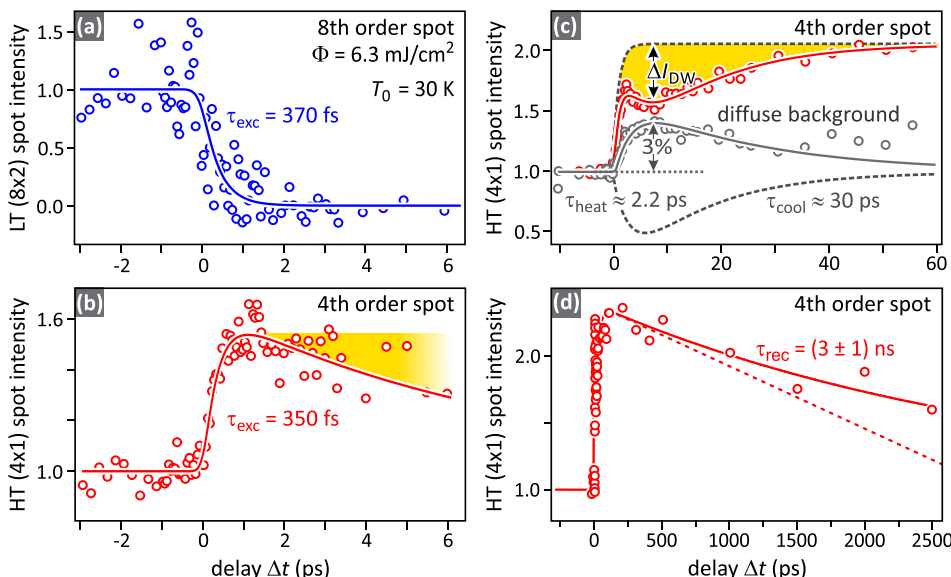 (a)
8th order spot
Φ = 6.3 mJ/cm²
T₀ = 30 K
τexc = 370 fs
LT (8x2) spot intensity
1.5
1.0
0.5
0.0
-2 0 2 4 6
(b)
4th order spot
τexc = 350 fs
HT (4x1) spot intensity
1.6
1.0
-2 0 2 4 6
delay Δt (ps)
(c)
4th order spot
ΔI_DW
diffuse background
3%
τheat ≈ 2.2 ps
τcool ≈ 30 ps
HT (4x1) spot intensity
2.0
1.5
1.0
0.5
0 20 40 60
(d)
4th order spot
τrec = (3 ± 1) ns
HT (4x1) spot intensity
2.0
1.0
0 500 1000 1500 2000 2500
delay Δt (ps)